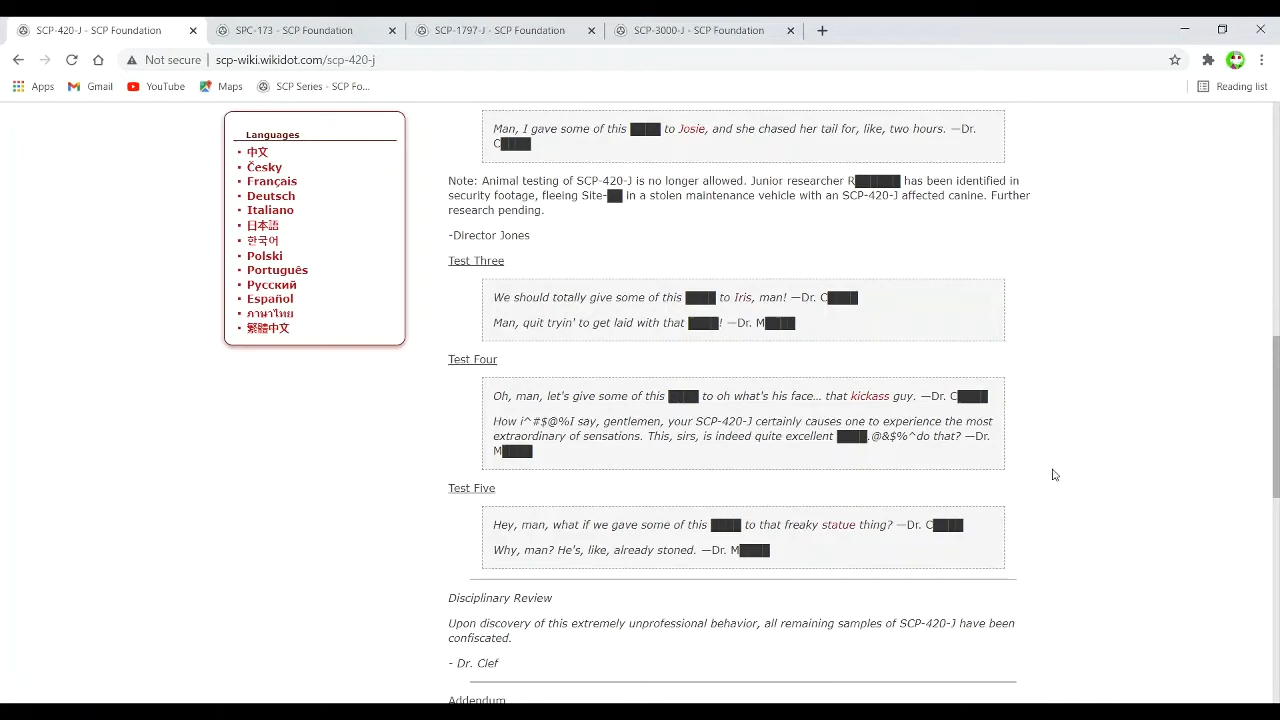 SCP-420-J - SCP Foundation
SPC-173 - SCP Foundation
SCP-1797-J - SCP Foundation
SCP-3000-J - SCP Foundation
Not secure
scp-wiki.wikidot.com/scp-420-j
Apps
Gmail
YouTube
Maps
SCP Series - SCP Fo...
Reading list
Languages
中文
Česky
Français
Deutsch
Italiano
日本語
한국어
Polski
Português
Русский
Español
ภาษาไทย
繁體中文
Man, I gave some of this ████ to Josie, and she chased her tail for, like, two hours. —Dr.
C████
Note: Animal testing of SCP-420-J is no longer allowed. Junior researcher R██████ has been identified in
security footage, fleeing Site-██ in a stolen maintenance vehicle with an SCP-420-J affected canine. Further
research pending.
-Director Jones
Test Three
We should totally give some of this ████ to Iris, man! —Dr. C████
Man, quit tryin' to get laid with that ████! —Dr. M████
Test Four
Oh, man, let's give some of this ████ to oh what's his face… that kickass guy. —Dr. C████
How i^#$@%I say, gentlemen, your SCP-420-J certainly causes one to experience the most
extraordinary of sensations. This, sirs, is indeed quite excellent ████.@&$%^do that? —Dr.
M████
Test Five
Hey, man, what if we gave some of this ████ to that freaky statue thing? —Dr. C████
Why, man? He's, like, already stoned. —Dr. M████
Disciplinary Review
Upon discovery of this extremely unprofessional behavior, all remaining samples of SCP-420-J have been
confiscated.
- Dr. Clef
Addendum